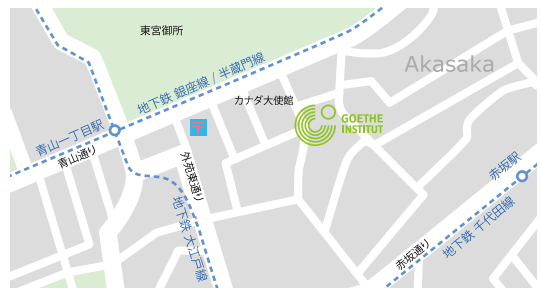 東宮御所
地下鉄 銀座線 / 半蔵門線
Akasaka
カナダ大使館
GOETHE
INSTITUT
青山一丁目駅
青山通り
外苑東通り
赤坂駅
地下鉄 大江戸線
赤坂通り
地下鉄 千代田線